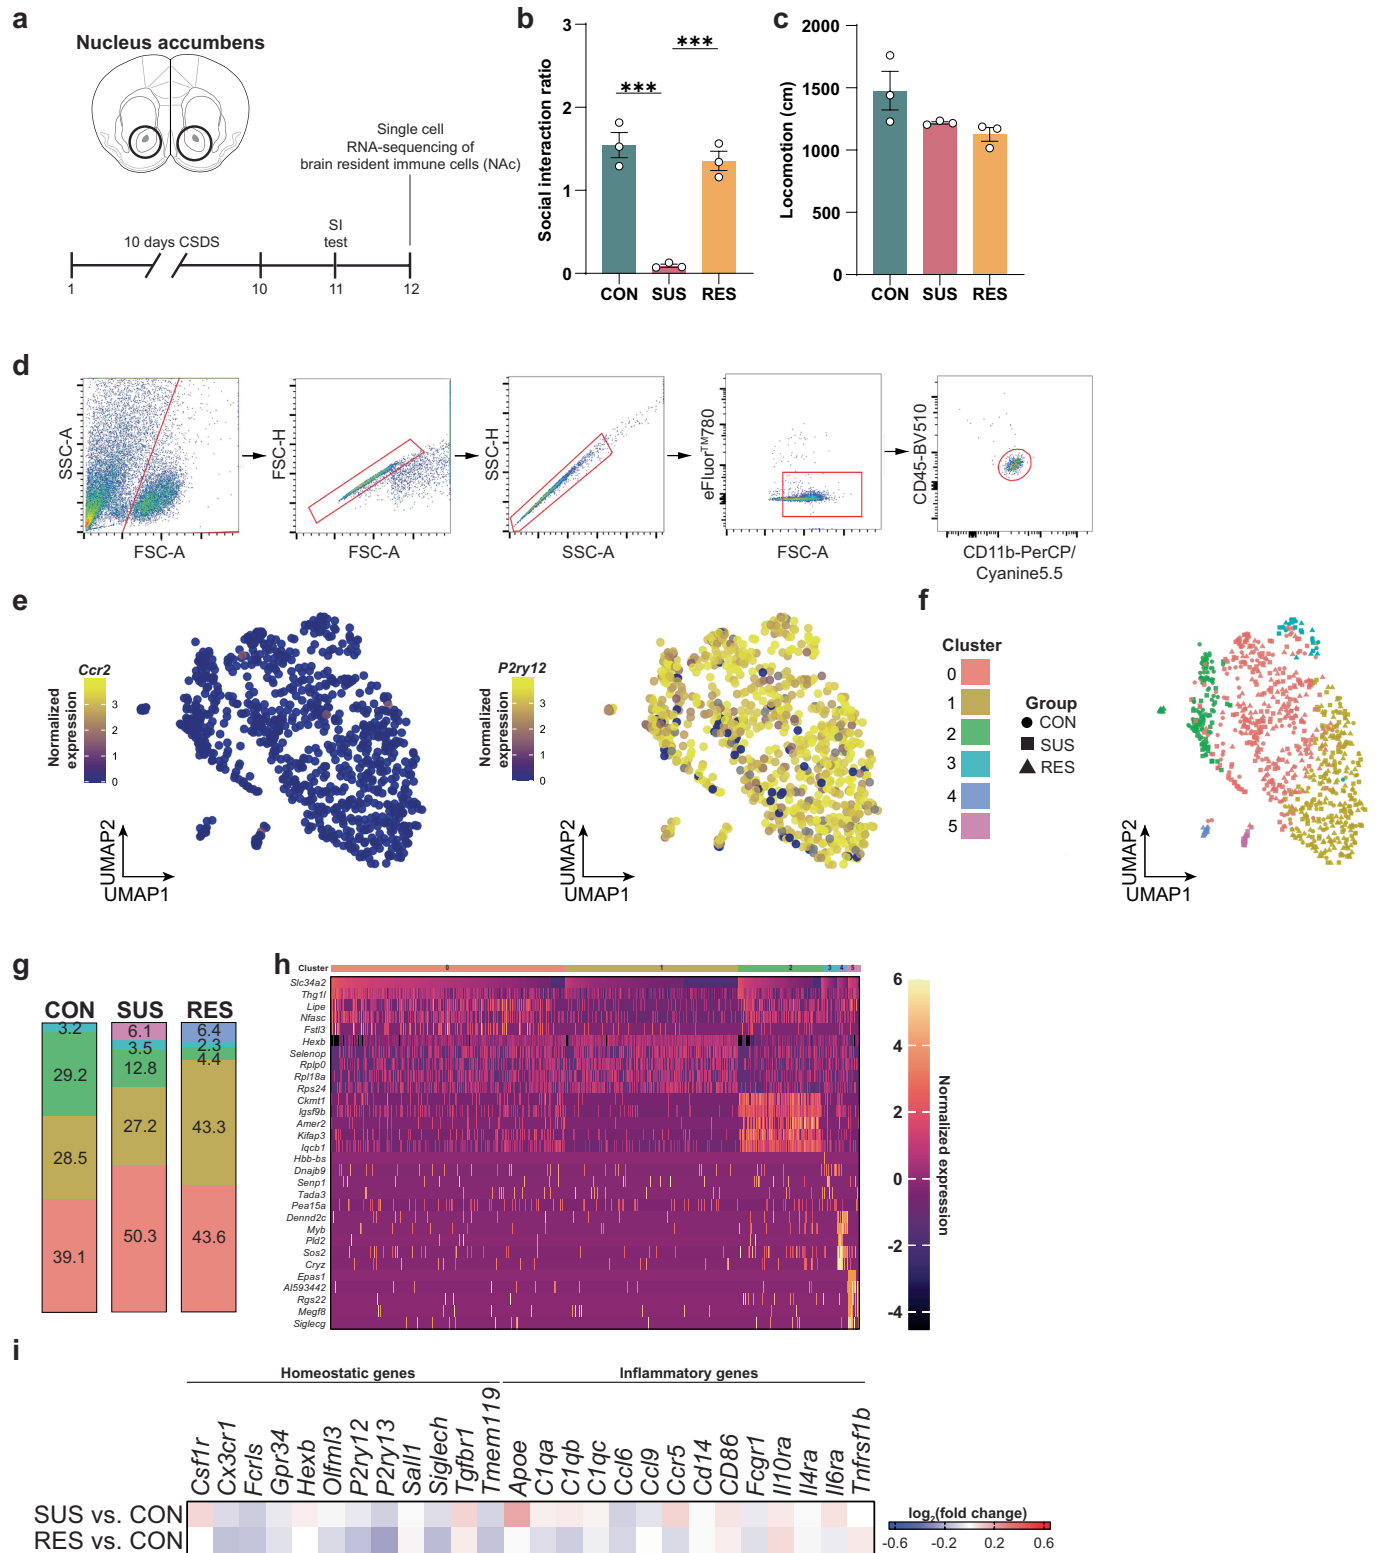 a
Nucleus accumbens
Single cell
RNA-sequencing of
brain resident immune cells (NAc)
SI
test
10 days CSDS
1
10
11
12
b
Social interaction ratio
3
2
1
0
***
***
CON
SUS
RES
c
Locomotion (cm)
2000
1500
1000
500
0
CON
SUS
RES
d
SSC-A
FSC-A
FSC-H
FSC-A
SSC-H
SSC-A
eFluor™780
FSC-A
CD45-BV510
CD11b-PerCP/
Cyanine5.5
e
Ccr2
Normalized
expression
3
2
1
0
UMAP2
UMAP1
P2ry12
Normalized
expression
3
2
1
0
UMAP2
UMAP1
f
Cluster
0
1
2
3
4
5
Group
CON
SUS
RES
UMAP2
UMAP1
g
CON
SUS
RES
3.2
29.2
28.5
39.1
6.1
3.5
12.8
27.2
50.3
6.4
2.3
4.4
43.3
43.6
h
Cluster
0
1
2
3
4
5
Slc34a2
Thg1l
Lipe
Nfasc
Fstl3
Hexb
Selenop
Rplp0
Rpl18a
Rps24
Ckmt1
Igsf9b
Amer2
Kifap3
Iqcb1
Hbb-bs
Dnajb9
Senp1
Tada3
Pea15a
Dennd2c
Myb
Pld2
Sos2
Cryz
Epas1
AI593442
Rgs22
Megf8
Siglecg
6
4
2
0
-2
-4
Normalized expression
i
Homeostatic genes
Inflammatory genes
Csf1r
Cx3cr1
Fcrls
Gpr34
Hexb
Olfml3
P2ry12
P2ry13
Sall1
Siglech
Tgfbr1
Tmem119
Apoe
C1qa
C1qb
C1qc
Ccl6
Ccl9
Ccr5
Cd14
CD86
Fcgr1
Il10ra
Il4ra
Il6ra
Tnfrsf1b
SUS vs. CON
RES vs. CON
log2(fold change)
-0.6
-0.2
0.2
0.6